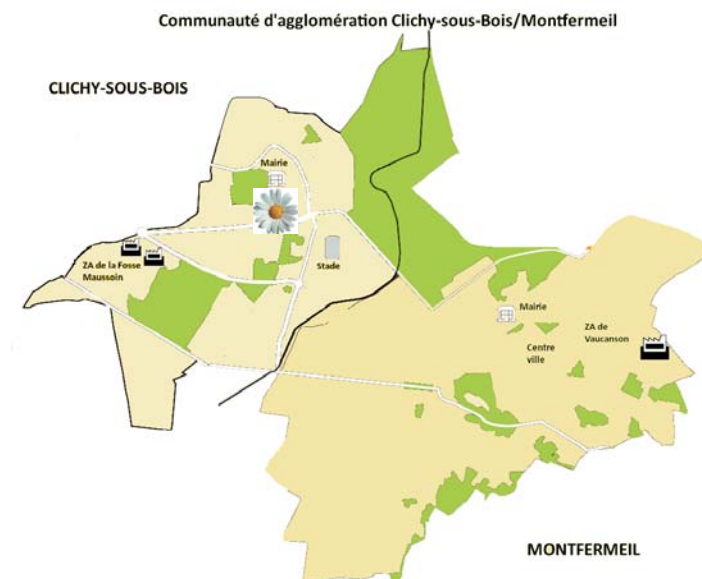 Communauté d'agglomération Clichy-sous-Bois/Montfermeil
CLICHY-SOUS-BOIS
Mairie
ZA de la Fosse
Maussoin
Stade
Mairie
Centre
ville
ZA de
Vaucanson
MONTFERMEIL